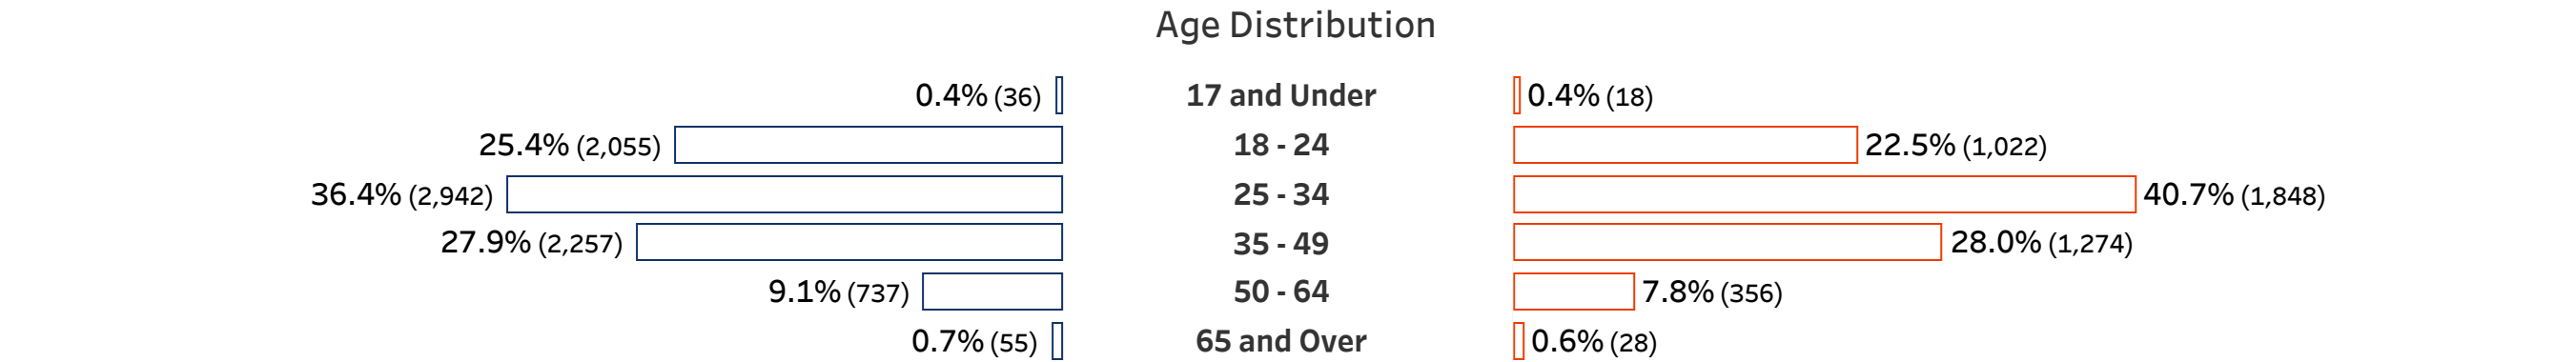 Age Distribution
0.4% (36) 17 and Under 0.4% (18)
25.4% (2,055) 18 - 24 22.5% (1,022)
36.4% (2,942) 25 - 34 40.7% (1,848)
27.9% (2,257) 35 - 49 28.0% (1,274)
9.1% (737) 50 - 64 7.8% (356)
0.7% (55) 65 and Over 0.6% (28)